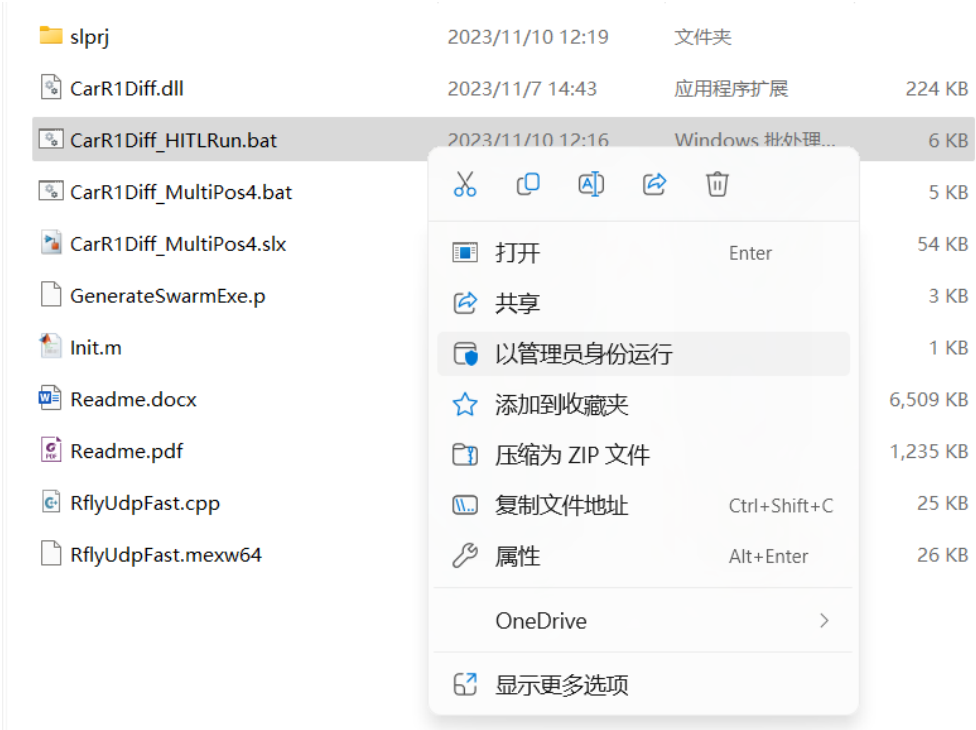 slprj 2023/11/10 12:19 文件夹
CarR1Diff.dll 2023/11/7 14:43 应用程序扩展 224 KB
CarR1Diff_HITLRun.bat 2023/11/10 12:16 Windows 批处理... 6 KB
CarR1Diff_MultiPos4.bat 5 KB
CarR1Diff_MultiPos4.slx 54 KB
打开 Enter
GenerateSwarmExe.p 3 KB
共享
Init.m 1 KB
以管理员身份运行
Readme.docx 6,509 KB
添加到收藏夹
Readme.pdf 1,235 KB
压缩为 ZIP 文件
RflyUdpFast.cpp 25 KB
复制文件地址 Ctrl+Shift+C
RflyUdpFast.mexw64 26 KB
属性 Alt+Enter
OneDrive
显示更多选项